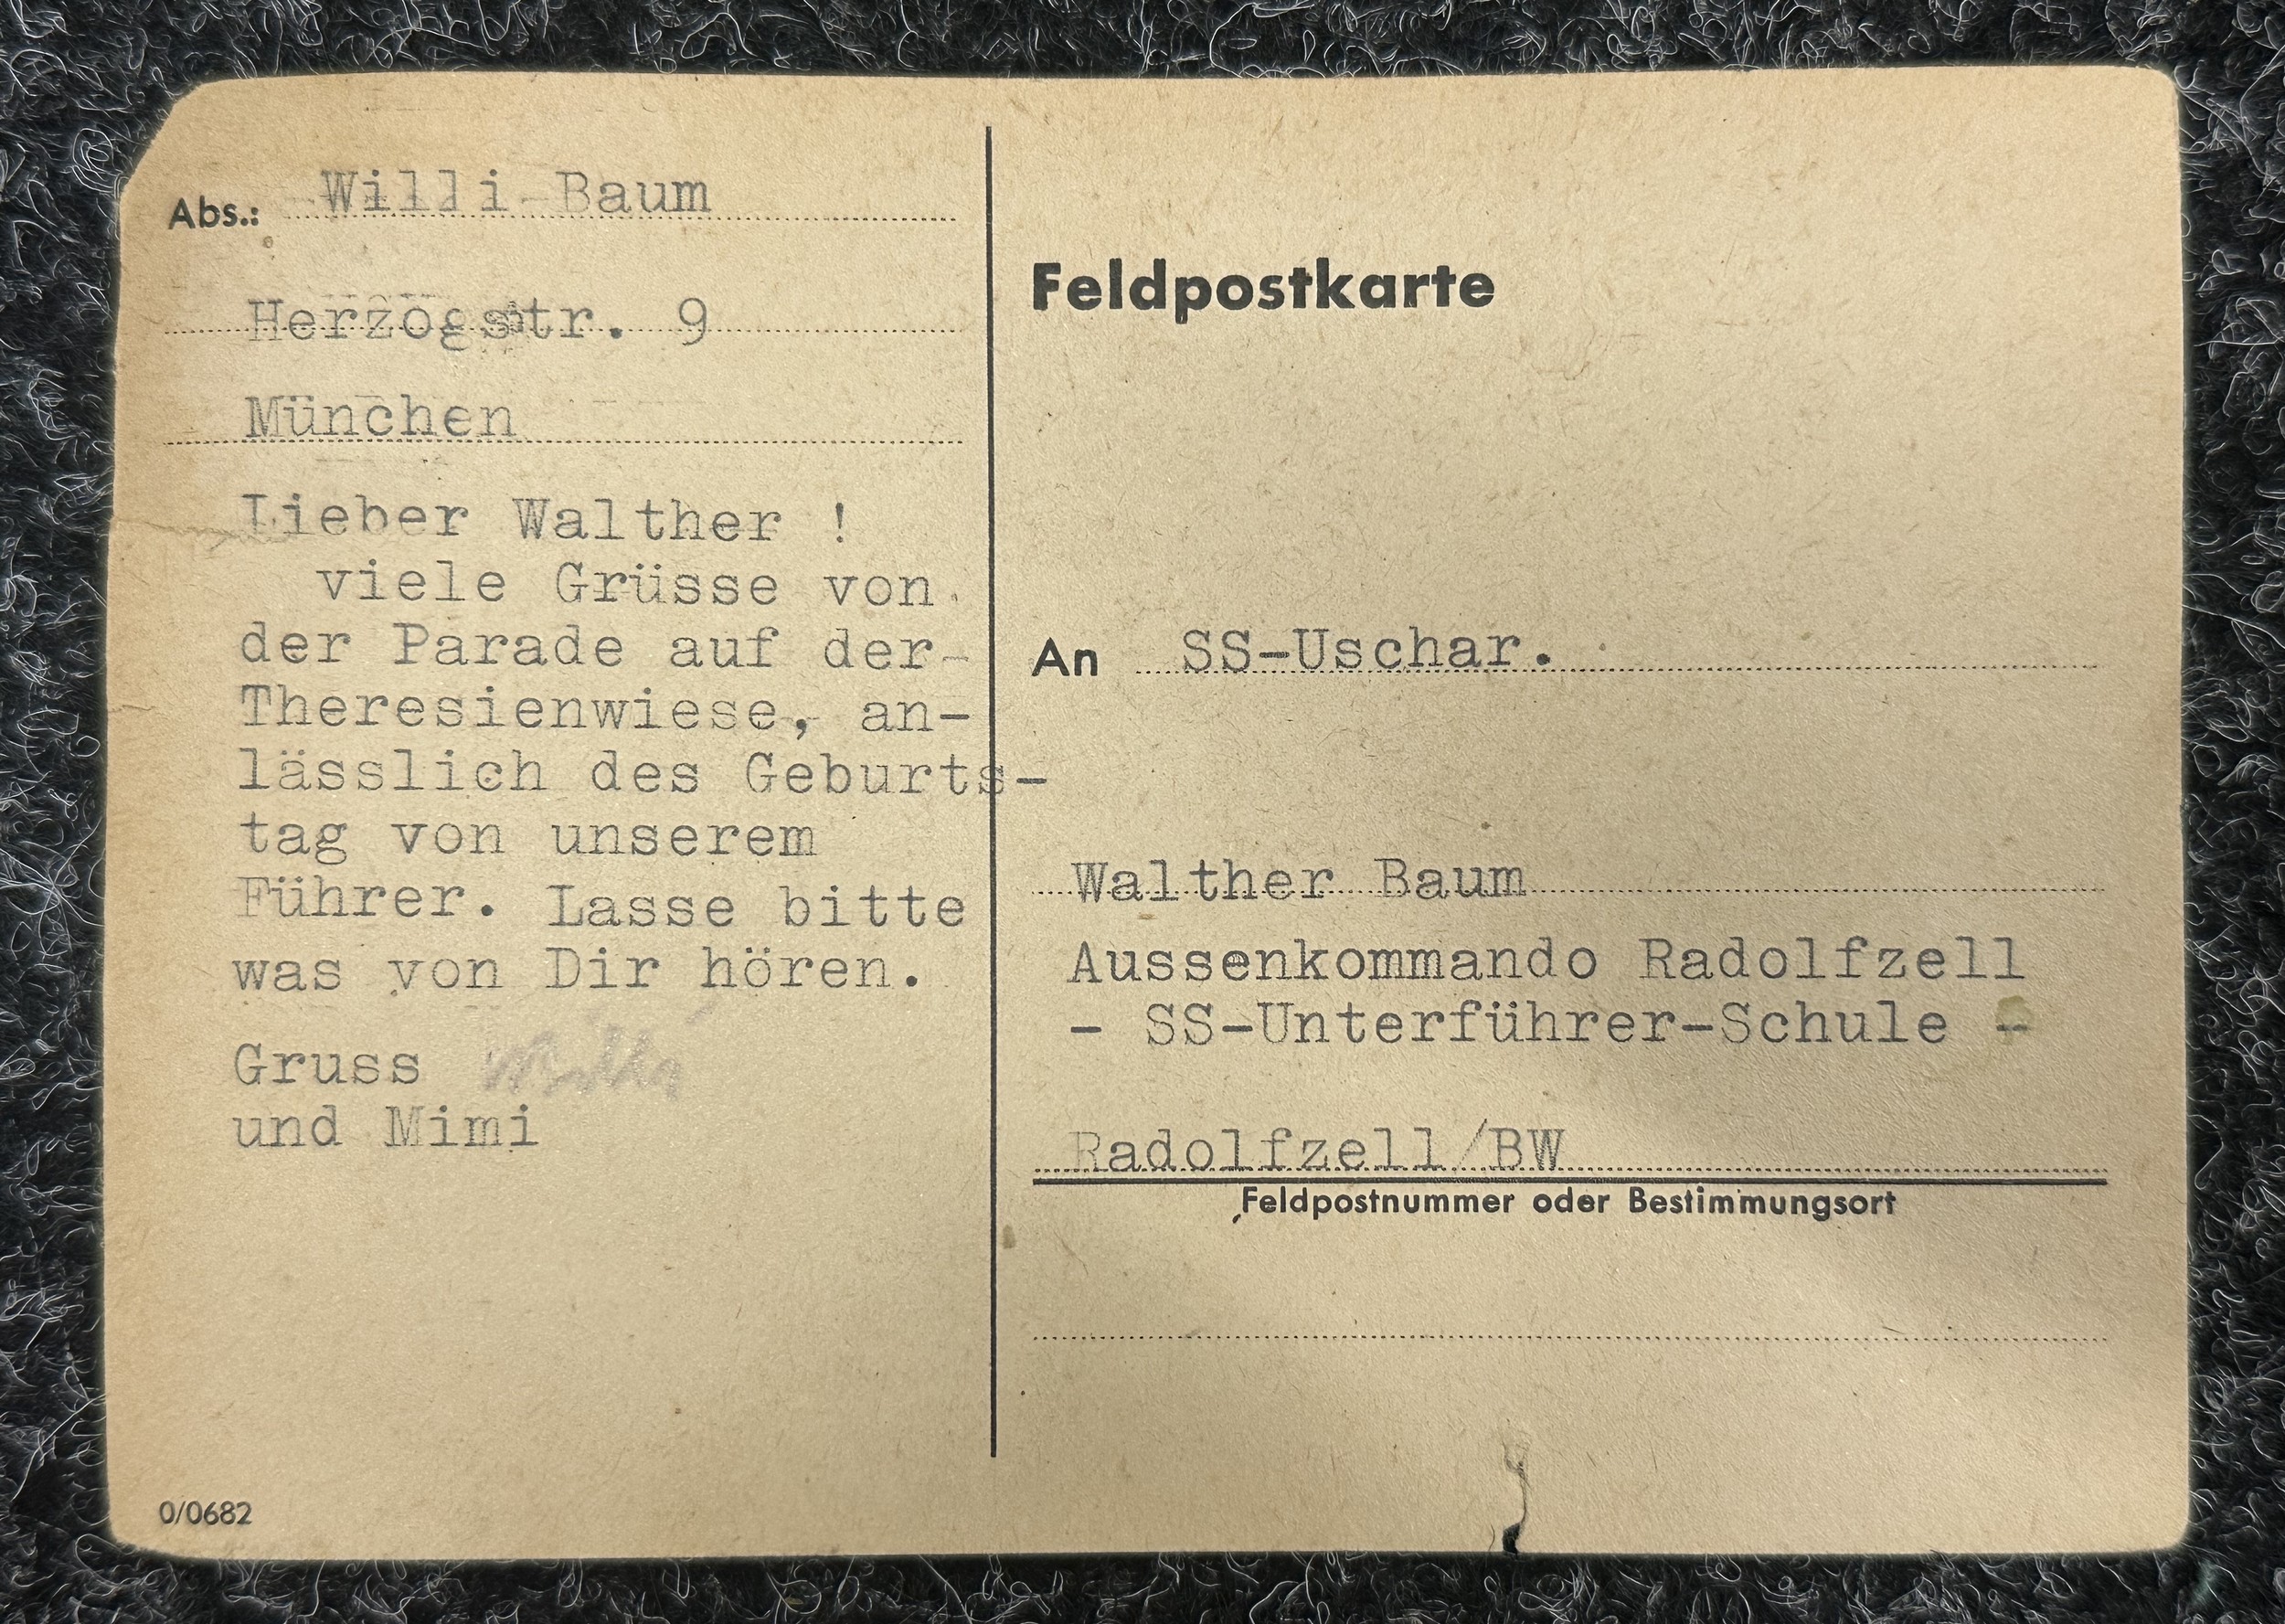 Abs.: Willi Baum
Herzogstr. 9
München
Lieber Walther !
viele Grüsse von
der Parade auf der-
Theresienwiese, an-
lässlich des Geburts-
tag von unserem
Führer. Lasse bitte
was von Dir hören.
Gruss Willi
und Mimi
0/0682
Feldpostkarte
An SS-Uschar.
Walther Baum
Aussenkommando Radolfzell
- SS-Unterführer-Schule -
Radolfzell/BW
Feldpostnummer oder Bestimmungsort